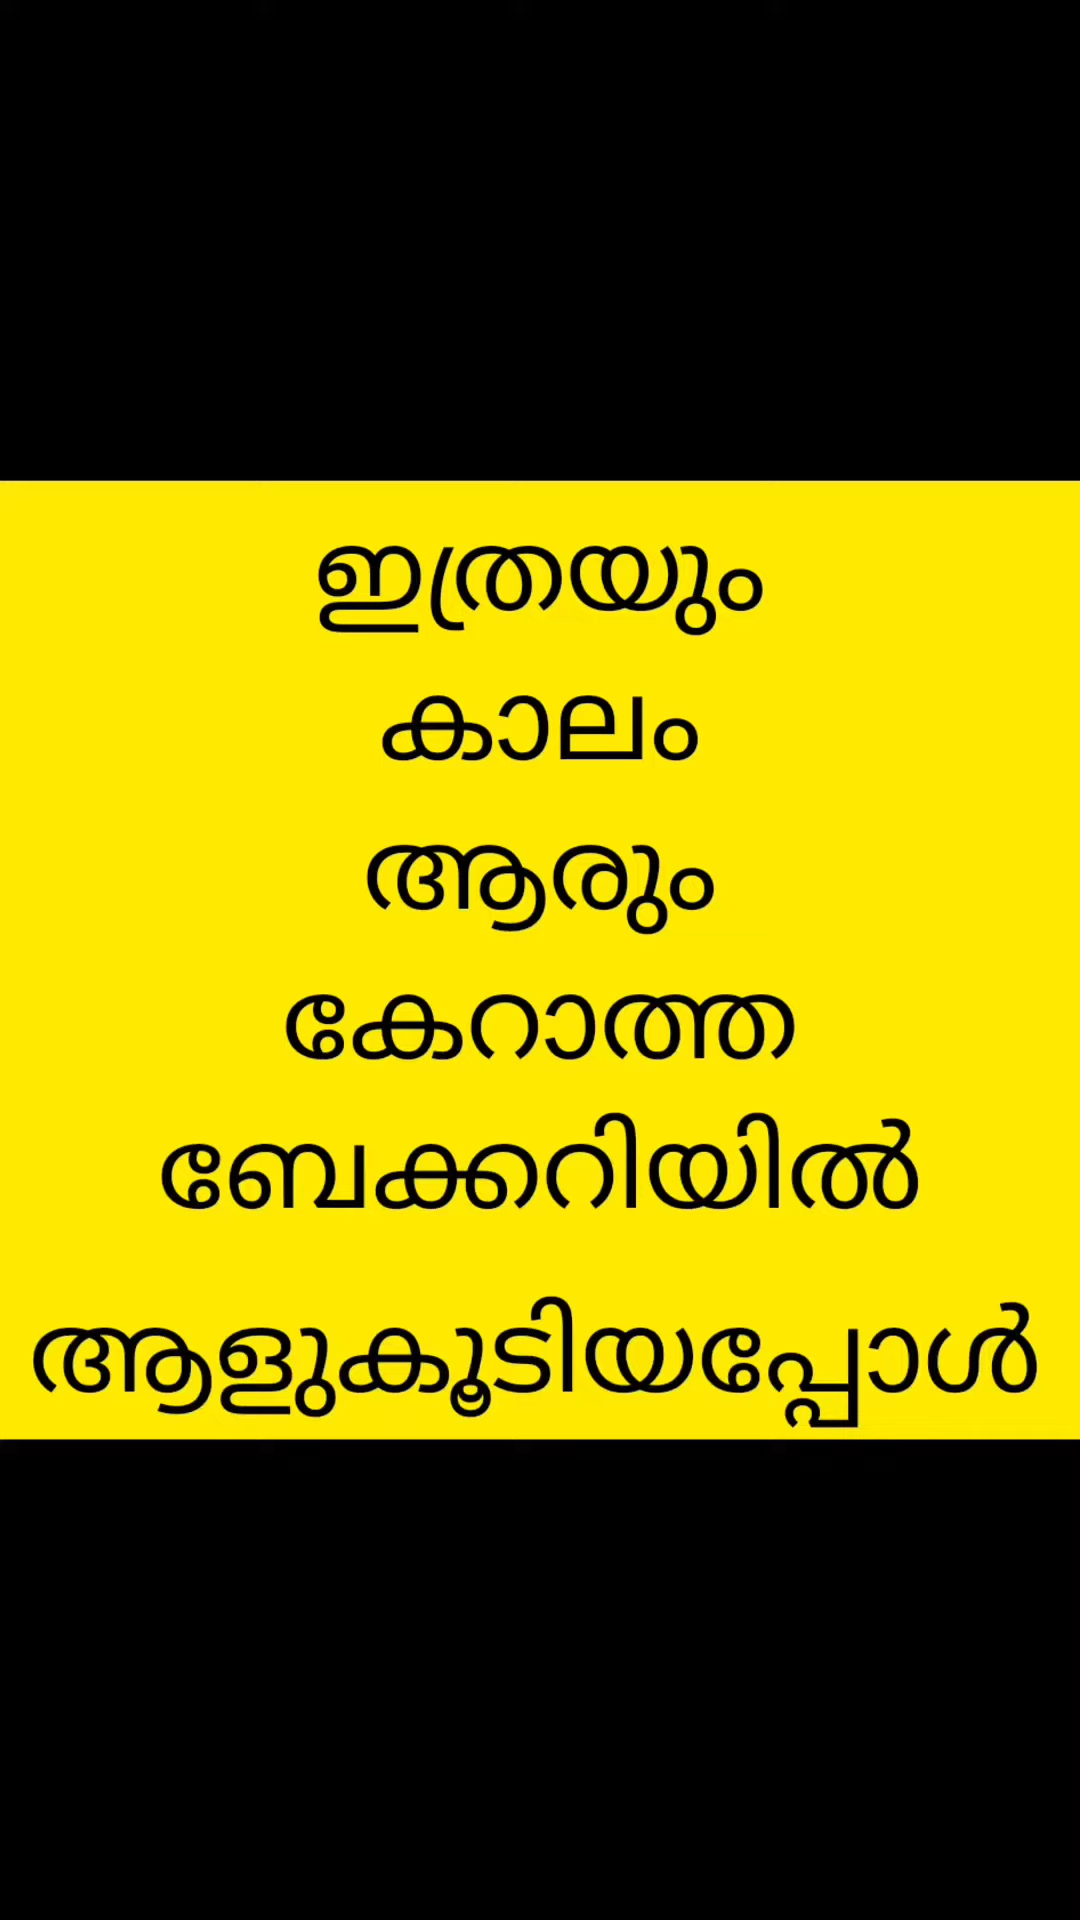 ഇത്രയും
കാലം
ആരും
കേറാത്ത
ബേക്കറിയിൽ
ആളുകൂടിയപ്പോൾ